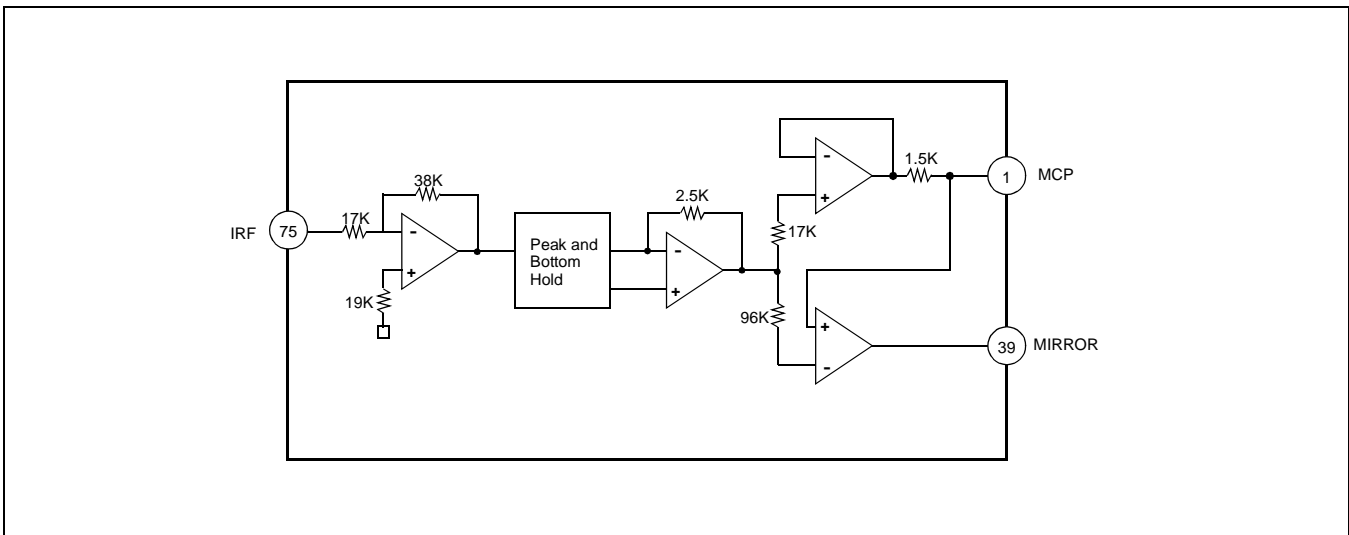 IRF
75
17K
38K
-
+
19K
Peak and
Bottom
Hold
2.5K
-
+
17K
96K
-
+
1.5K
1
MCP
+
-
39
MIRROR